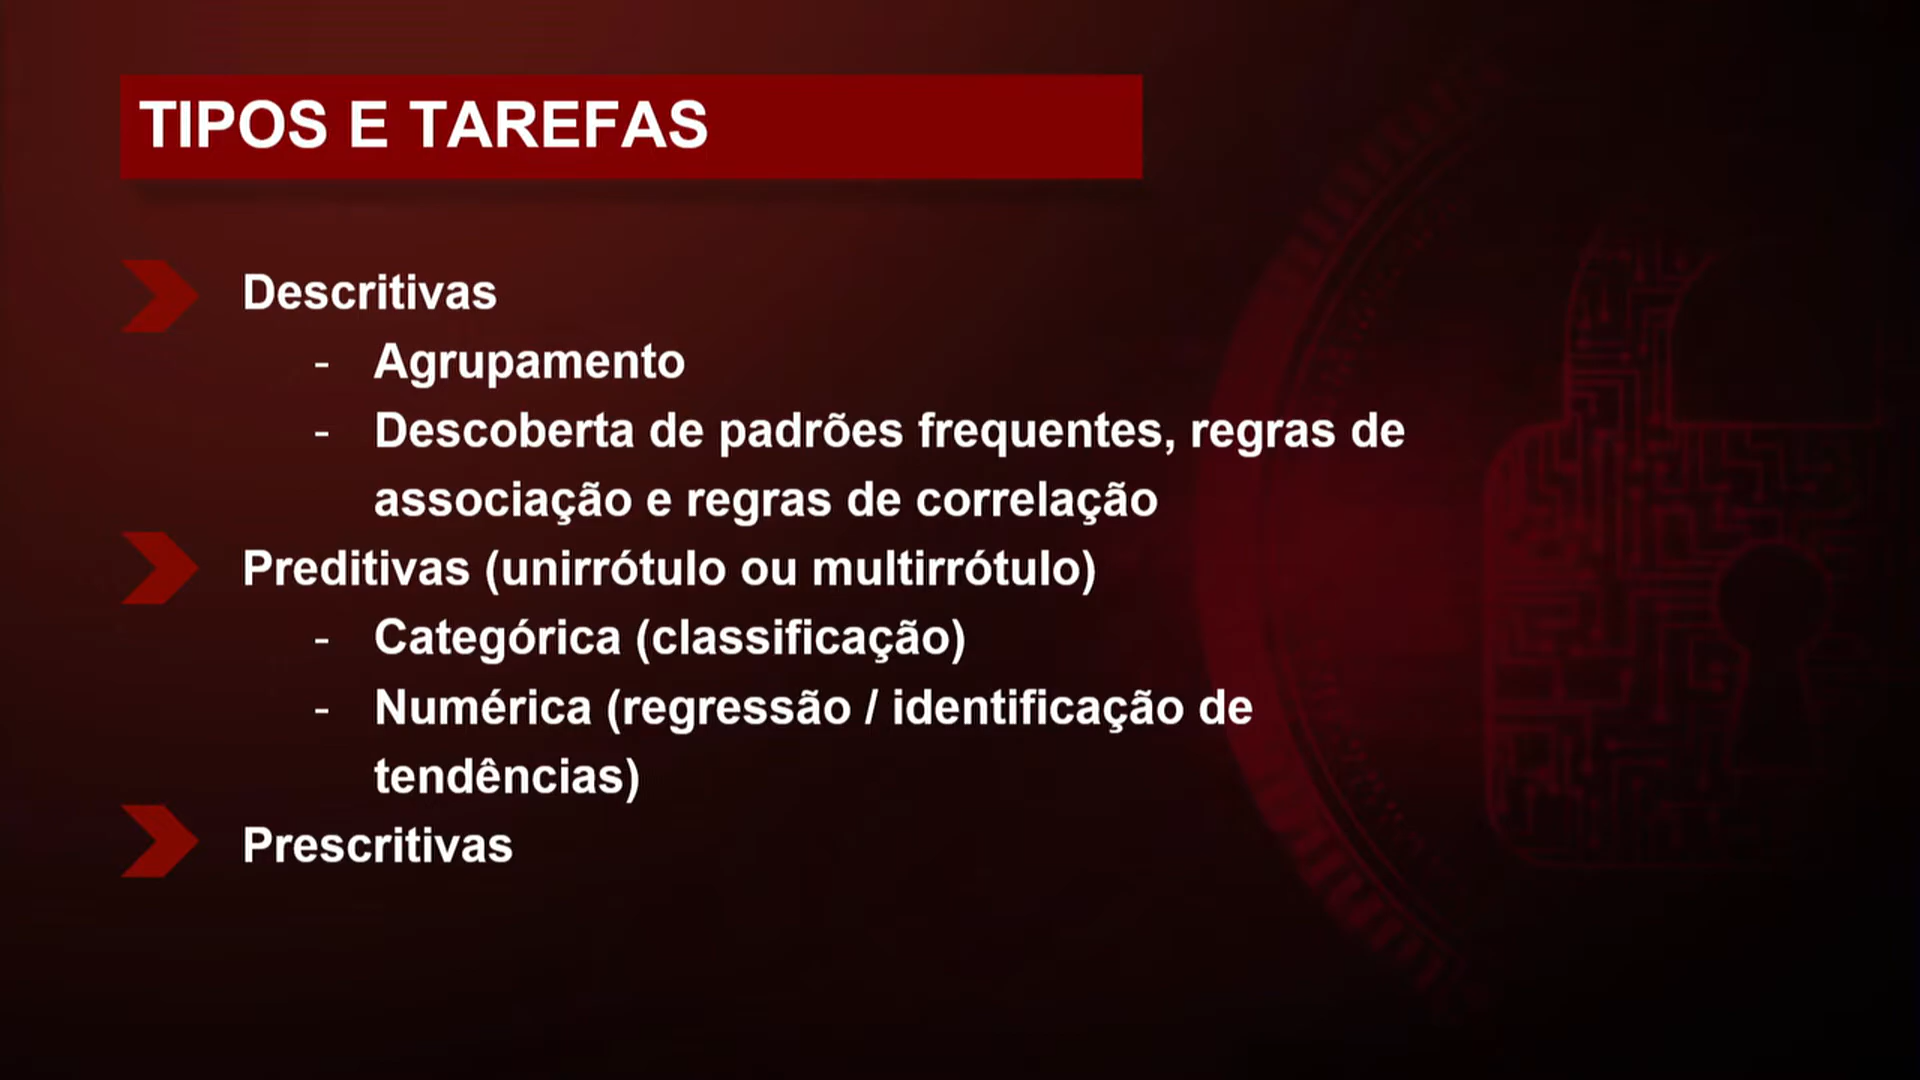 TIPOS E TAREFAS
Descritivas
- Agrupamento
- Descoberta de padrões frequentes, regras de
associação e regras de correlação
Preditivas (unirrótulo ou multirrótulo)
- Categórica (classificação)
- Numérica (regressão / identificação de
tendências)
Prescritivas